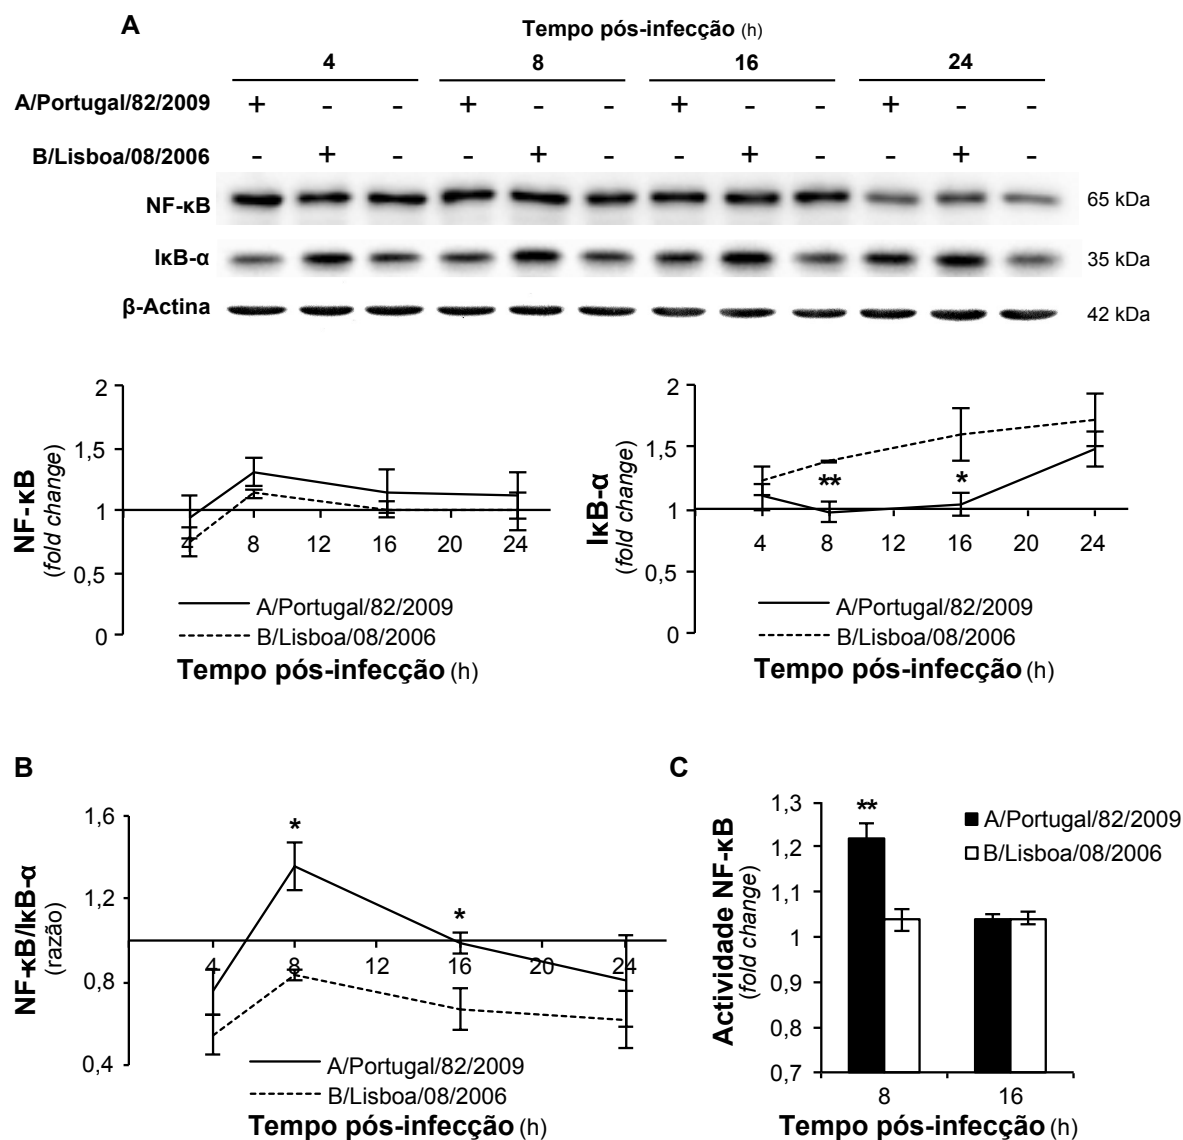 A
Tempo pós-infecção (h)
4 8 16 24
A/Portugal/82/2009 + - - + - - + - - + - -
B/Lisboa/08/2006 - + - - + - - + - - + -
NF-κB 65 kDa
IκB-α 35 kDa
β-Actina 42 kDa
NF-κB
(fold change)
2
1,5
1
0,5
0
4 8 12 16 20 24
A/Portugal/82/2009
B/Lisboa/08/2006
Tempo pós-infecção (h)
IκB-α
(fold change)
2
1,5
1
0,5
0
** *
4 8 12 16 20 24
A/Portugal/82/2009
B/Lisboa/08/2006
Tempo pós-infecção (h)
B
NF-κB/IκB-α
(razão)
1,6
1,2
0,8
0,4
* *
4 8 12 16 20 24
A/Portugal/82/2009
B/Lisboa/08/2006
Tempo pós-infecção (h)
C
Actividade NF-κB
(fold change)
1,3
1,2
1,1
1
0,9
0,8
0,7
**
A/Portugal/82/2009
B/Lisboa/08/2006
8 16
Tempo pós-infecção (h)